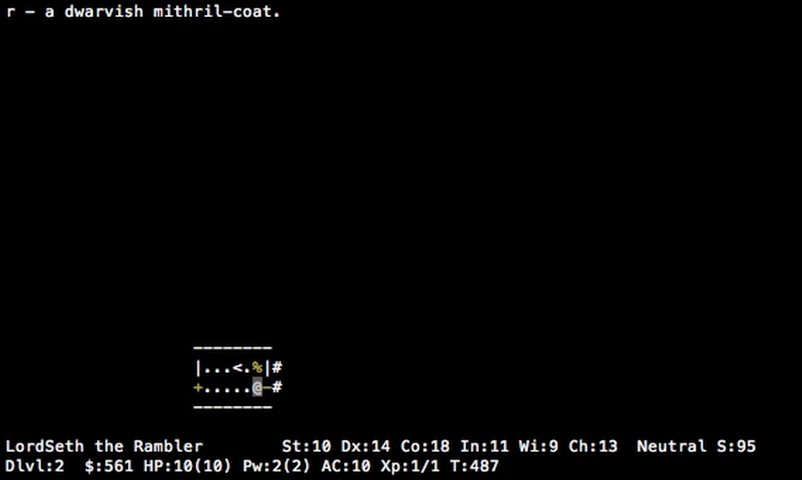 r - a dwarvish mithril-coat.
--------
|...<.%|#
+.....@-#
--------
LordSeth the Rambler St:10 Dx:14 Co:18 In:11 Wi:9 Ch:13 Neutral S:95
Dlvl:2 $:561 HP:10(10) Pw:2(2) AC:10 Xp:1/1 T:487